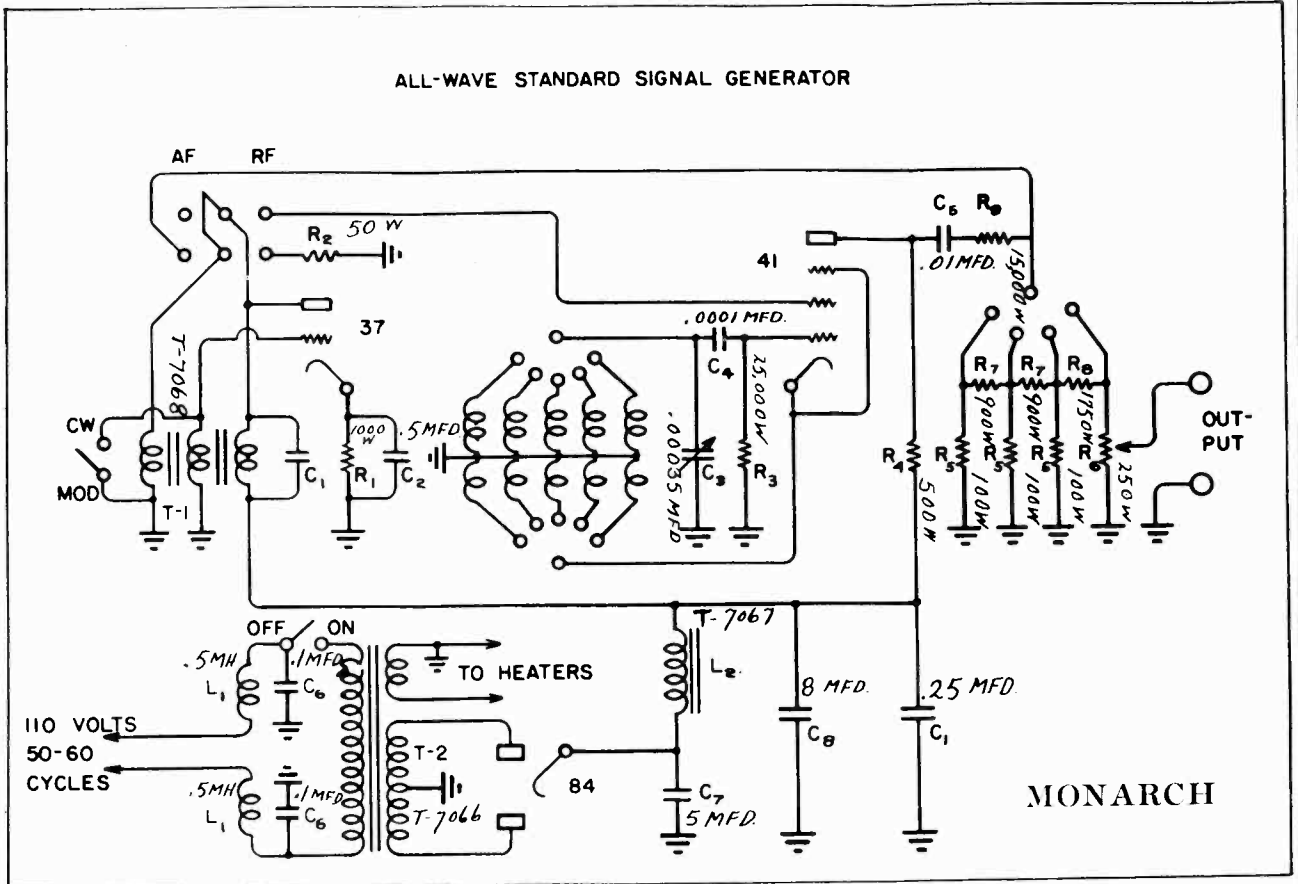 ALL-WAVE STANDARD SIGNAL GENERATOR
AF RF
R2 50 W
C5 R9
.01 MFD.
15,000 W
41
37
.0001 MFD.
C4
T-7068
CW
MOD
T-1
C1
1000 W
R1
.5 MFD
C2
.00035 MFD
C3
25,000 W
R3
R4
500 W
R7 R7 R8
900 W 900 W 1750 W
R5 R5 R5 R6
100 W 100 W 100 W 250 W
OUT-
PUT
OFF ON
.5 MH .1 MFD
L1 C6
TO HEATERS
T-7067
L2
8 MFD.
C8
.25 MFD.
C1
110 VOLTS
50-60
CYCLES
.5 MH .1 MFD
L1 C6
T-2
T-7066
84
C7
5 MFD.
MONARCH